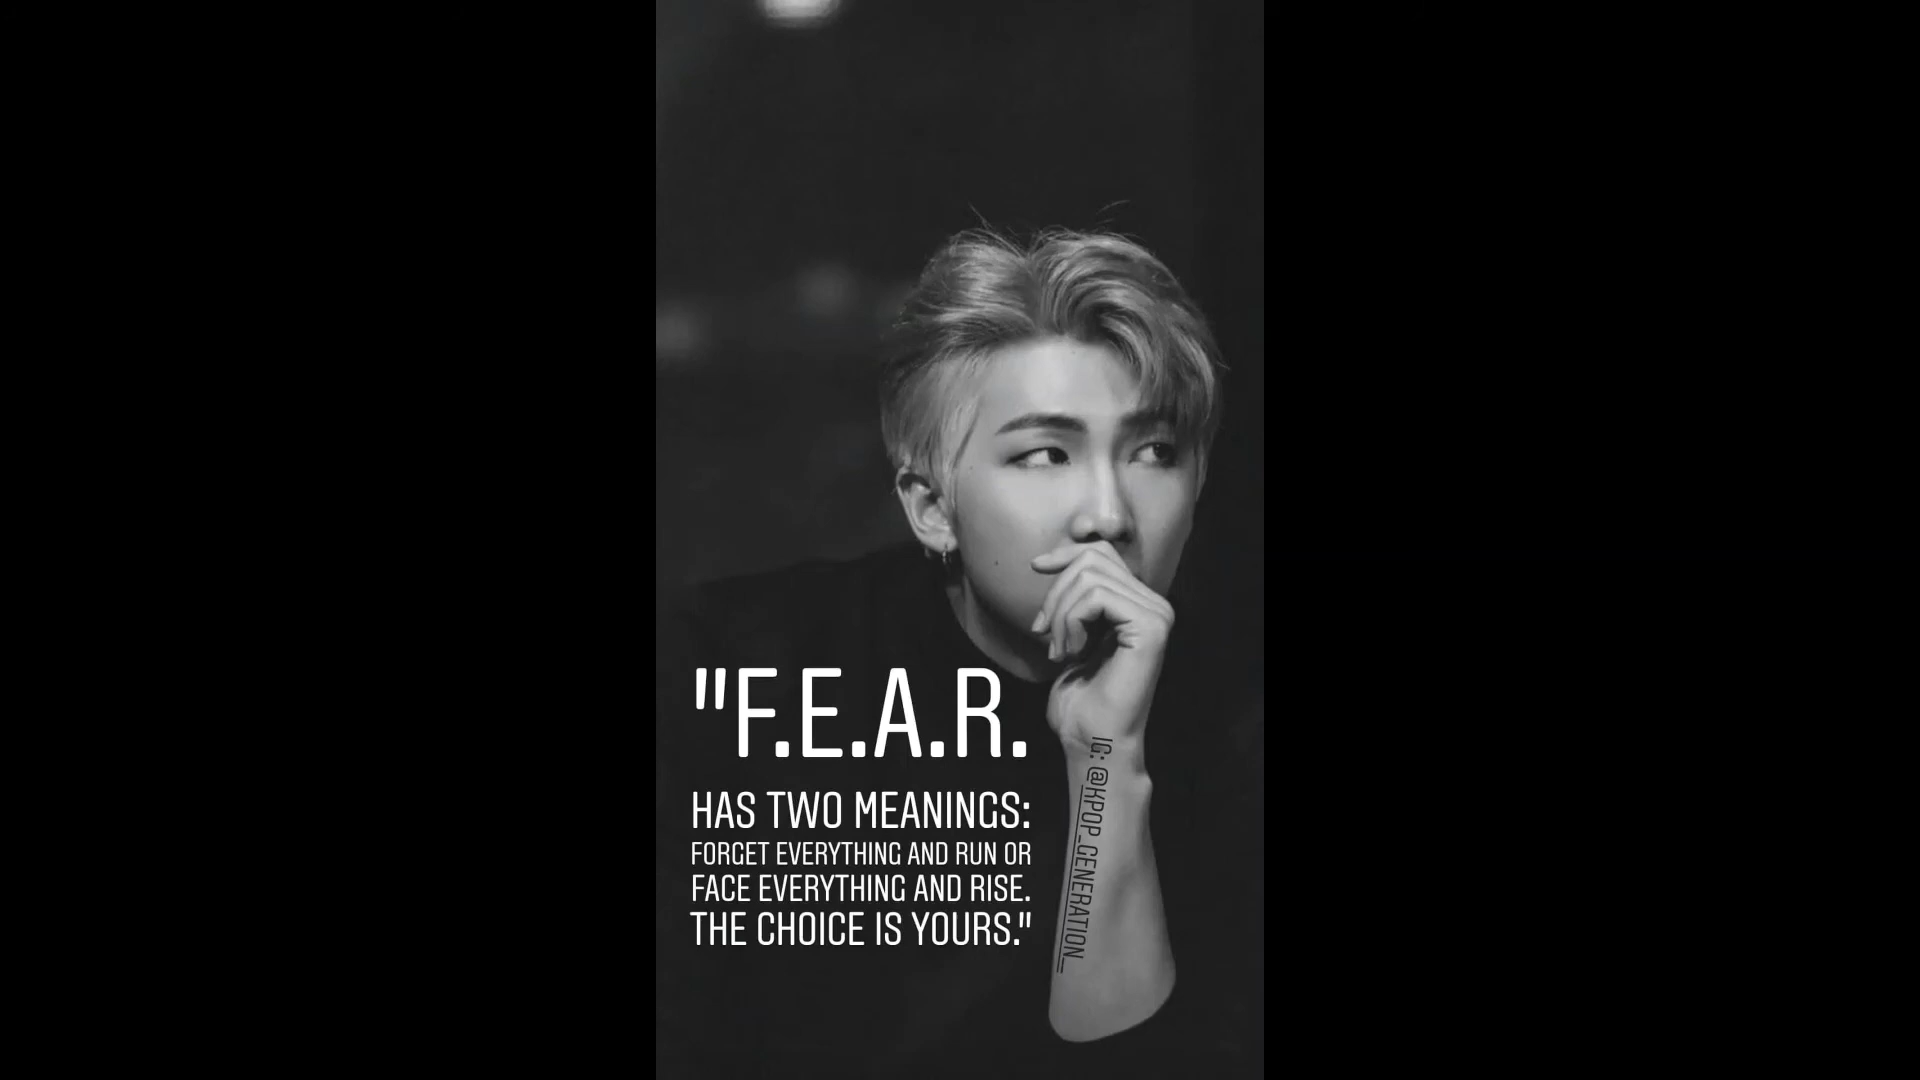 "F.E.A.R.
HAS TWO MEANINGS:
FORGET EVERYTHING AND RUN OR
FACE EVERYTHING AND RISE.
THE CHOICE IS YOURS."
IG: @KPOP_GENERATION_